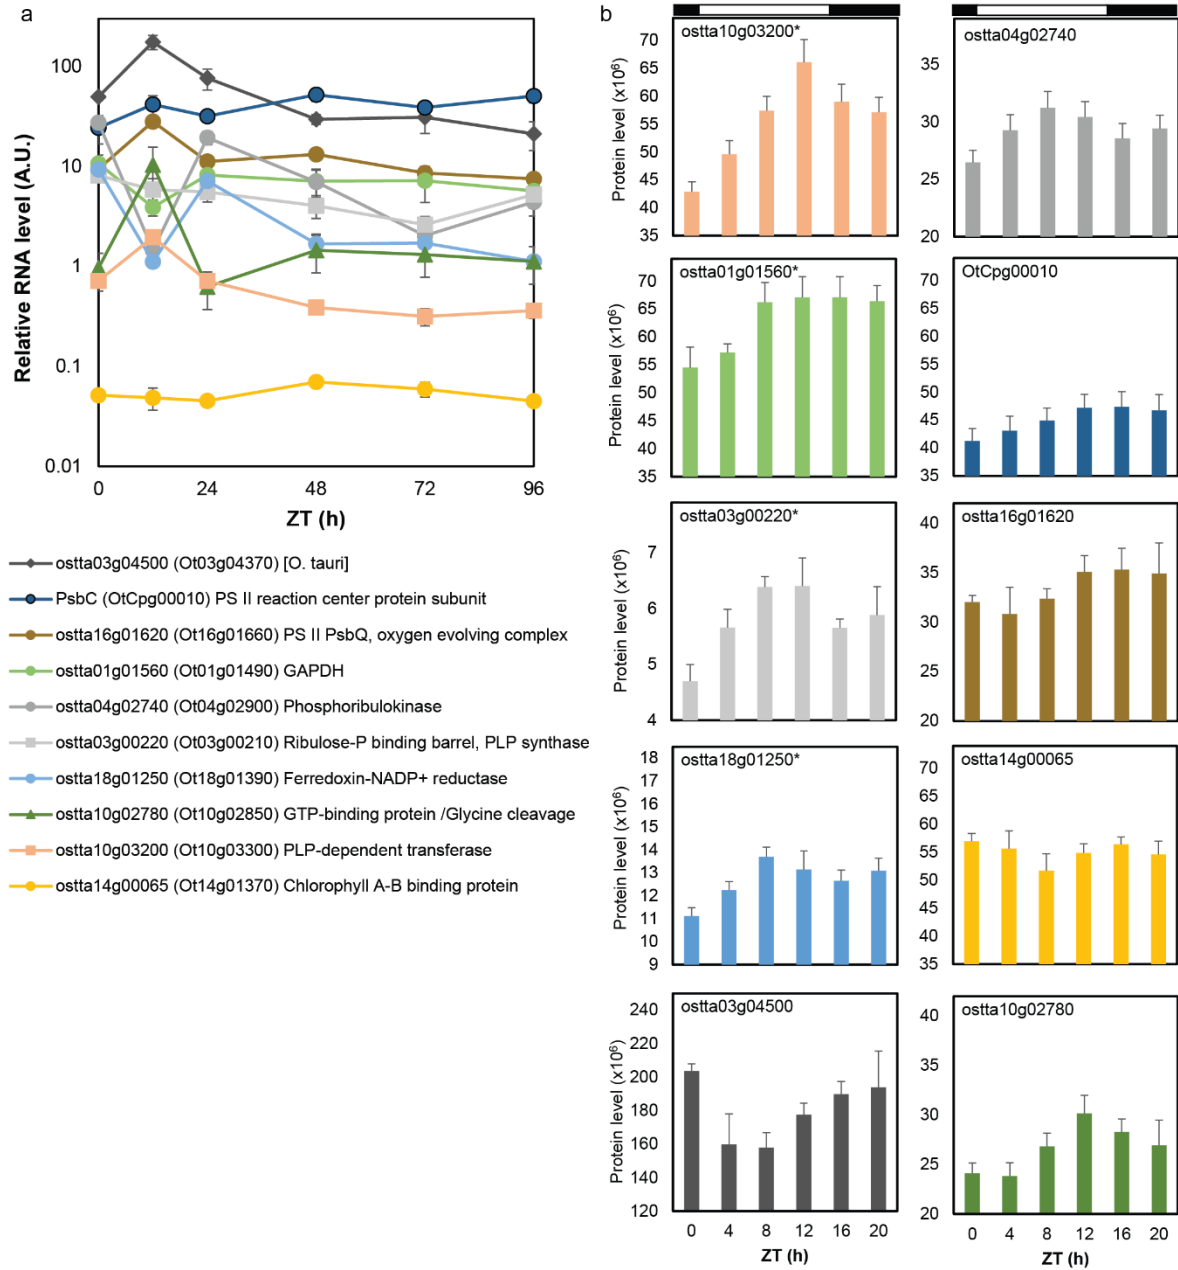 a
Relative RNA level (A.U.)
100
10
1
0.1
0.01
0
24
48
72
96
ZT (h)
ostta03g04500 (Ot03g04370) [O. tauri]
PsbC (OtCpg00010) PS II reaction center protein subunit
ostta16g01620 (Ot16g01660) PS II PsbQ, oxygen evolving complex
ostta01g01560 (Ot01g01490) GAPDH
ostta04g02740 (Ot04g02900) Phosphoribulokinase
ostta03g00220 (Ot03g00210) Ribulose-P binding barrel, PLP synthase
ostta18g01250 (Ot18g01390) Ferredoxin-NADP+ reductase
ostta10g02780 (Ot10g02850) GTP-binding protein /Glycine cleavage
ostta10g03200 (Ot10g03300) PLP-dependent transferase
ostta14g00065 (Ot14g01370) Chlorophyll A-B binding protein
b
ostta10g03200*
Protein level (x10⁶)
70
65
60
55
50
45
40
35
ostta04g02740
35
30
25
20
ostta01g01560*
Protein level (x10⁶)
70
65
60
55
50
45
40
35
OtCpg00010
70
65
60
55
50
45
40
35
ostta03g00220*
Protein level (x10⁶)
7
6
5
4
ostta16g01620
40
35
30
25
20
ostta18g01250*
Protein level (x10⁶)
18
17
16
15
14
13
12
11
10
9
ostta14g00065
70
65
60
55
50
45
40
35
ostta03g04500
Protein level (x10⁶)
240
220
200
180
160
140
120
0
4
8
12
16
20
ZT (h)
ostta10g02780
40
35
30
25
20
0
4
8
12
16
20
ZT (h)